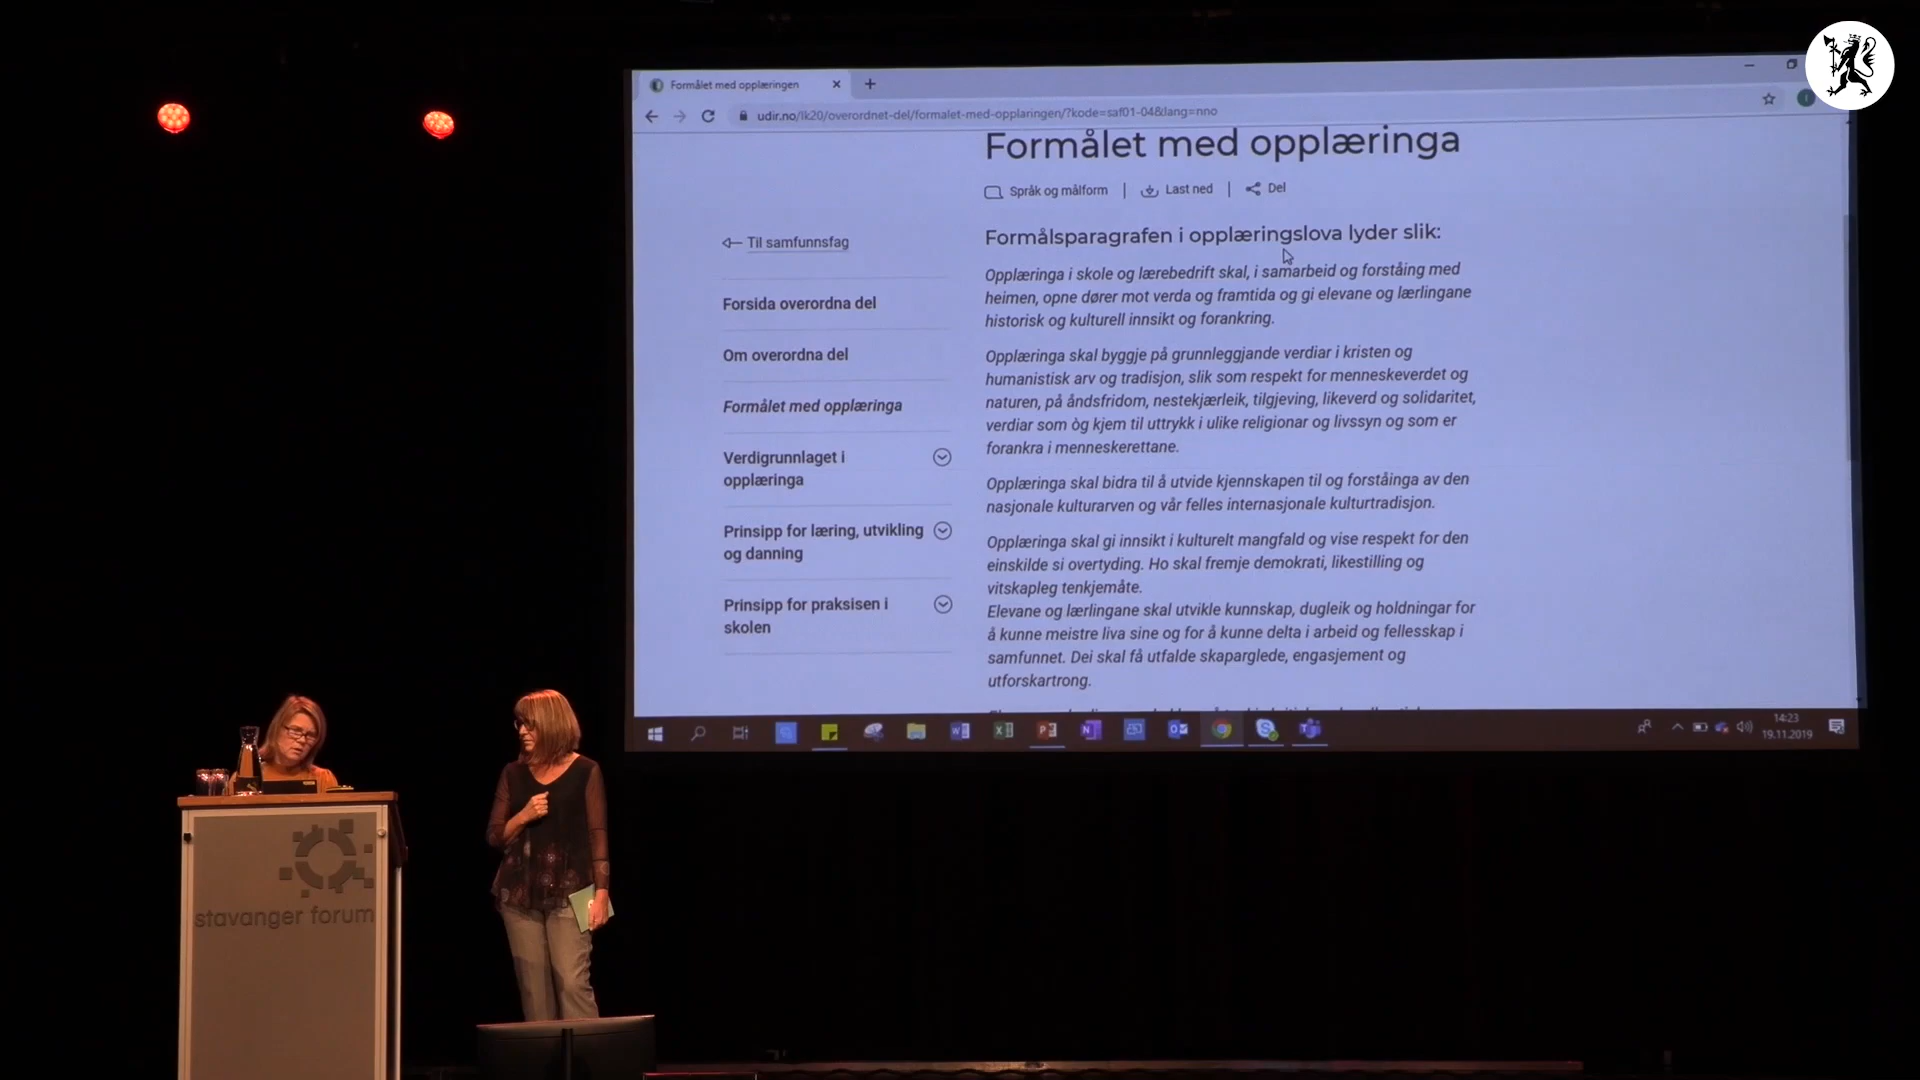 Formålet med opplæringen
udir.no/lk20/overordnet-del/formalet-med-opplaringen/?kode=saf01-04&lang=nno
Formålet med opplæringa
Språk og målform | Last ned | Del
Til samfunnsfag
Forsida overordna del
Om overordna del
Formålet med opplæringa
Verdigrunnlaget i
opplæringa
Prinsipp for læring, utvikling
og danning
Prinsipp for praksisen i
skolen
Formålsparagrafen i opplæringslova lyder slik:
Opplæringa i skole og lærebedrift skal, i samarbeid og forståing med
heimen, opne dører mot verda og framtida og gi elevane og lærlingane
historisk og kulturell innsikt og forankring.
Opplæringa skal byggje på grunnleggjande verdiar i kristen og
humanistisk arv og tradisjon, slik som respekt for menneskeverdet og
naturen, på åndsfridom, nestekjærleik, tilgjeving, likeverd og solidaritet,
verdiar som òg kjem til uttrykk i ulike religionar og livssyn og som er
forankra i menneskerettane.
Opplæringa skal bidra til å utvide kjennskapen til og forståinga av den
nasjonale kulturarven og vår felles internasjonale kulturtradisjon.
Opplæringa skal gi innsikt i kulturelt mangfald og vise respekt for den
einskilde si overtyding. Ho skal fremje demokrati, likestilling og
vitskapleg tenkjemåte.
Elevane og lærlingane skal utvikle kunnskap, dugleik og holdningar for
å kunne meistre liva sine og for å kunne delta i arbeid og fellesskap i
samfunnet. Dei skal få utfalde skaparglede, engasjement og
utforskartrong.
14:23
19.11.2019
stavanger forum